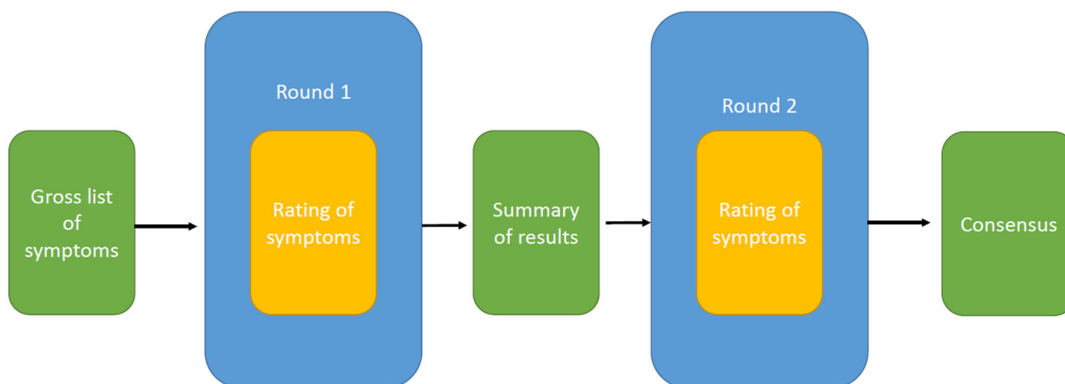 Gross list
of
symptoms
Round 1
Rating of
symptoms
Summary
of results
Round 2
Rating of
symptoms
Consensus